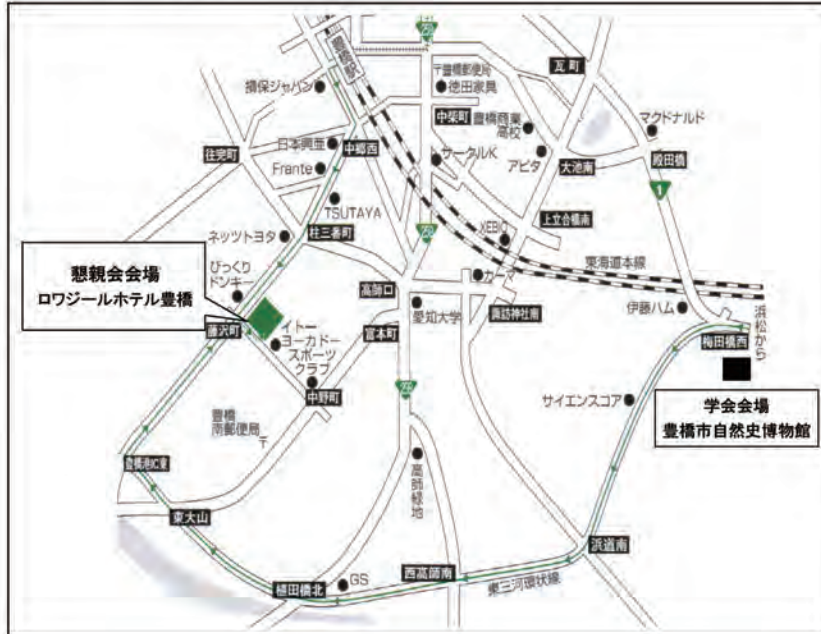 259
豊橋駅
損保ジャパン
〒豊橋郵便局
徳田家具
瓦町
中柴町
豊橋商業
高校
マクドナルド
往完町
日本興亜
中郷西
サークルK
アピタ
大池南
殿田橋
Frante
1
TSUTAYA
上立合橋南
ネッツトヨタ
柱三番町
259
XEBIO
東海道本線
懇親会会場
ロワジールホテル豊橋
びっくり
ドンキー
高師口
カーマ
愛知大学
諏訪神社南
伊藤ハム
浜松から
藤沢町
イトー
ヨーカドー
スポーツ
クラブ
富本町
梅田橋西
中野町
サイエンスコア
学会会場
豊橋市自然史博物館
豊橋
南郵便局
〒
高師緑地
豊橋港IC東
東大山
浜道南
西高師南
東三河環状線
植田橋北
GS